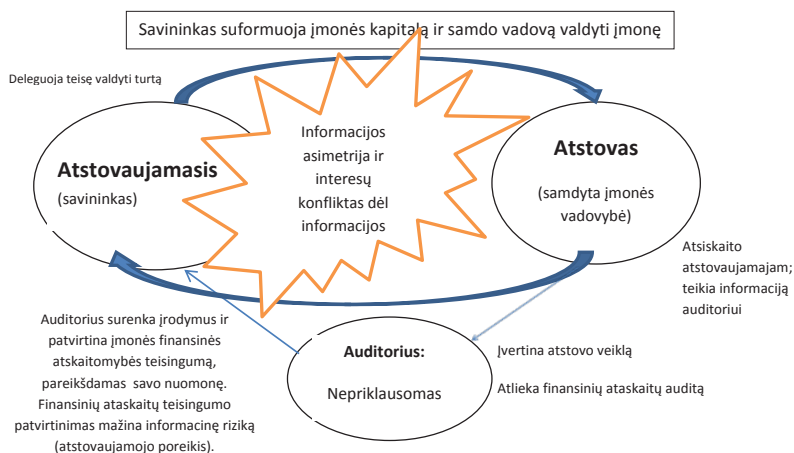 Savininkas suformuoja įmonės kapitalą ir samdo vadovą valdyti įmonę
Deleguoja teisę valdyti turtą
Atstovaujamasis
(savininkas)
Informacijos
asimetrija ir
interesų
konfliktas dėl
informacijos
Atstovas
(samdyta įmonės
vadovybė)
Atsiskaito
atstovaujamajam;
teikia informaciją
auditoriui
Auditorius surenka įrodymus ir
patvirtina įmonės finansinės
atskaitomybės teisingumą,
pareikšdamas savo nuomonę.
Finansinių ataskaitų teisingumo
patvirtinimas mažina informacinę riziką
(atstovaujamojo poreikis).
Auditorius:
Nepriklausomas
Įvertina atstovo veiklą
Atlieka finansinių ataskaitų auditą